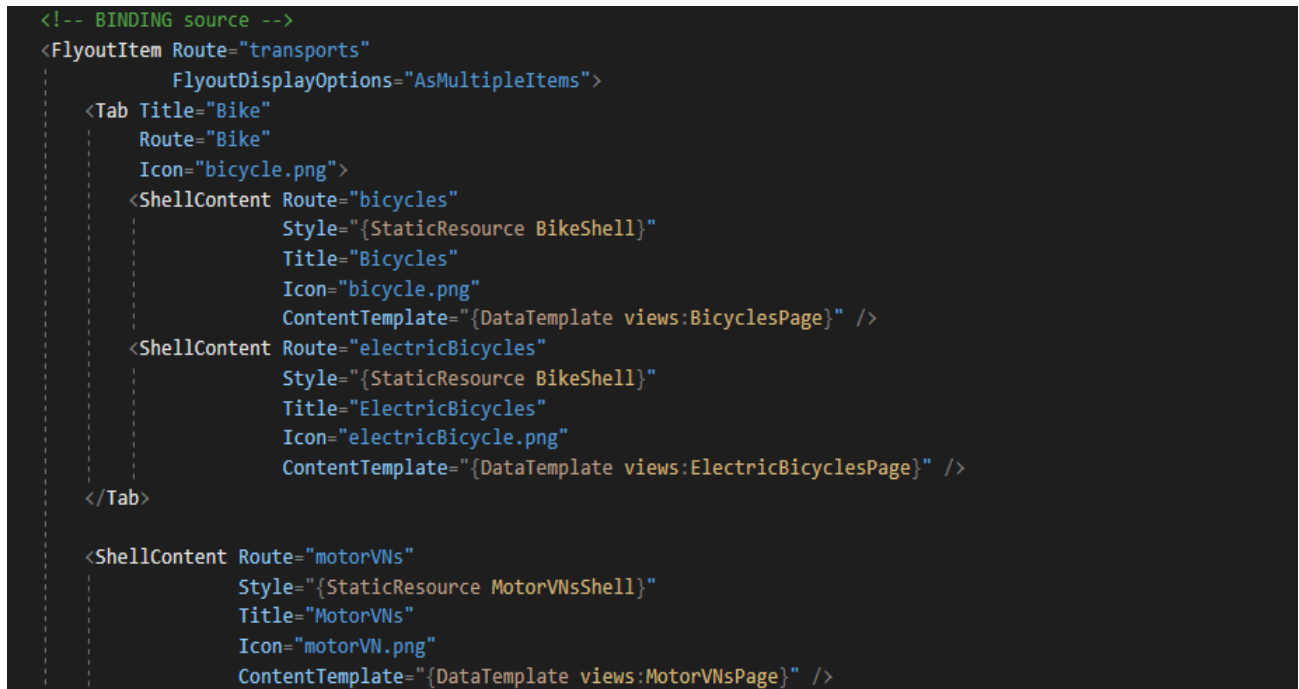 <!-- BINDING source -->
<FlyoutItem Route="transports"
FlyoutDisplayOptions="AsMultipleItems">
<Tab Title="Bike"
Route="Bike"
Icon="bicycle.png">
<ShellContent Route="bicycles"
Style="{StaticResource BikeShell}"
Title="Bicycles"
Icon="bicycle.png"
ContentTemplate="{DataTemplate views:BicyclesPage}" />
<ShellContent Route="electricBicycles"
Style="{StaticResource BikeShell}"
Title="ElectricBicycles"
Icon="electricBicycle.png"
ContentTemplate="{DataTemplate views:ElectricBicyclesPage}" />
</Tab>
<ShellContent Route="motorVNs"
Style="{StaticResource MotorVNsShell}"
Title="MotorVNs"
Icon="motorVN.png"
ContentTemplate="{DataTemplate views:MotorVNsPage}" />